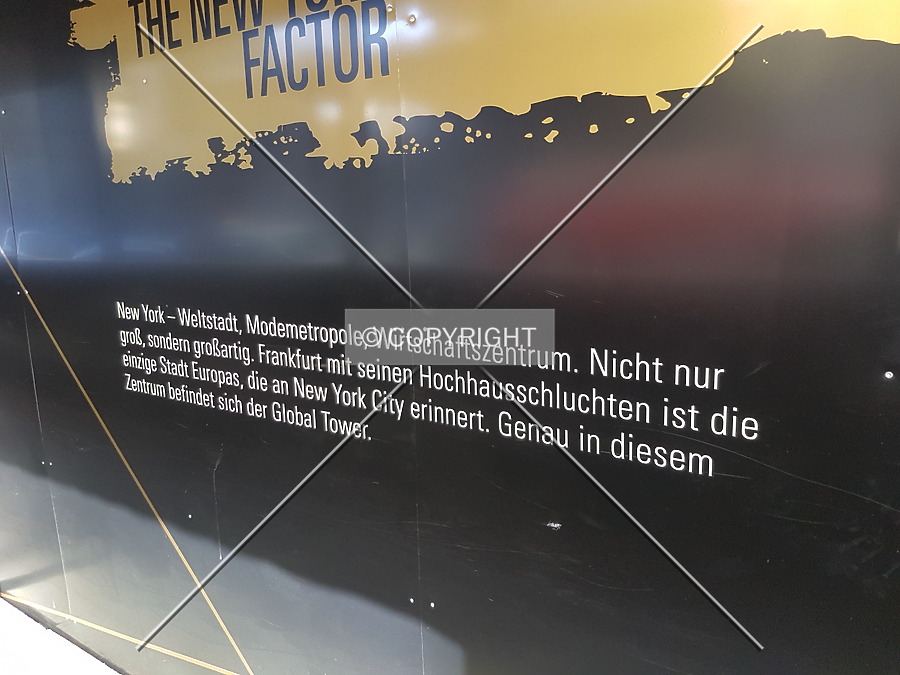 THE NEW YORK
FACTOR
New York – Weltstadt, Modemetropole, Wirtschaftszentrum. Nicht nur
groß, sondern großartig. Frankfurt mit seinen Hochhausschluchten ist die
einzige Stadt Europas, die an New York City erinnert. Genau in diesem
Zentrum befindet sich der Global Tower.
© COPYRIGHT